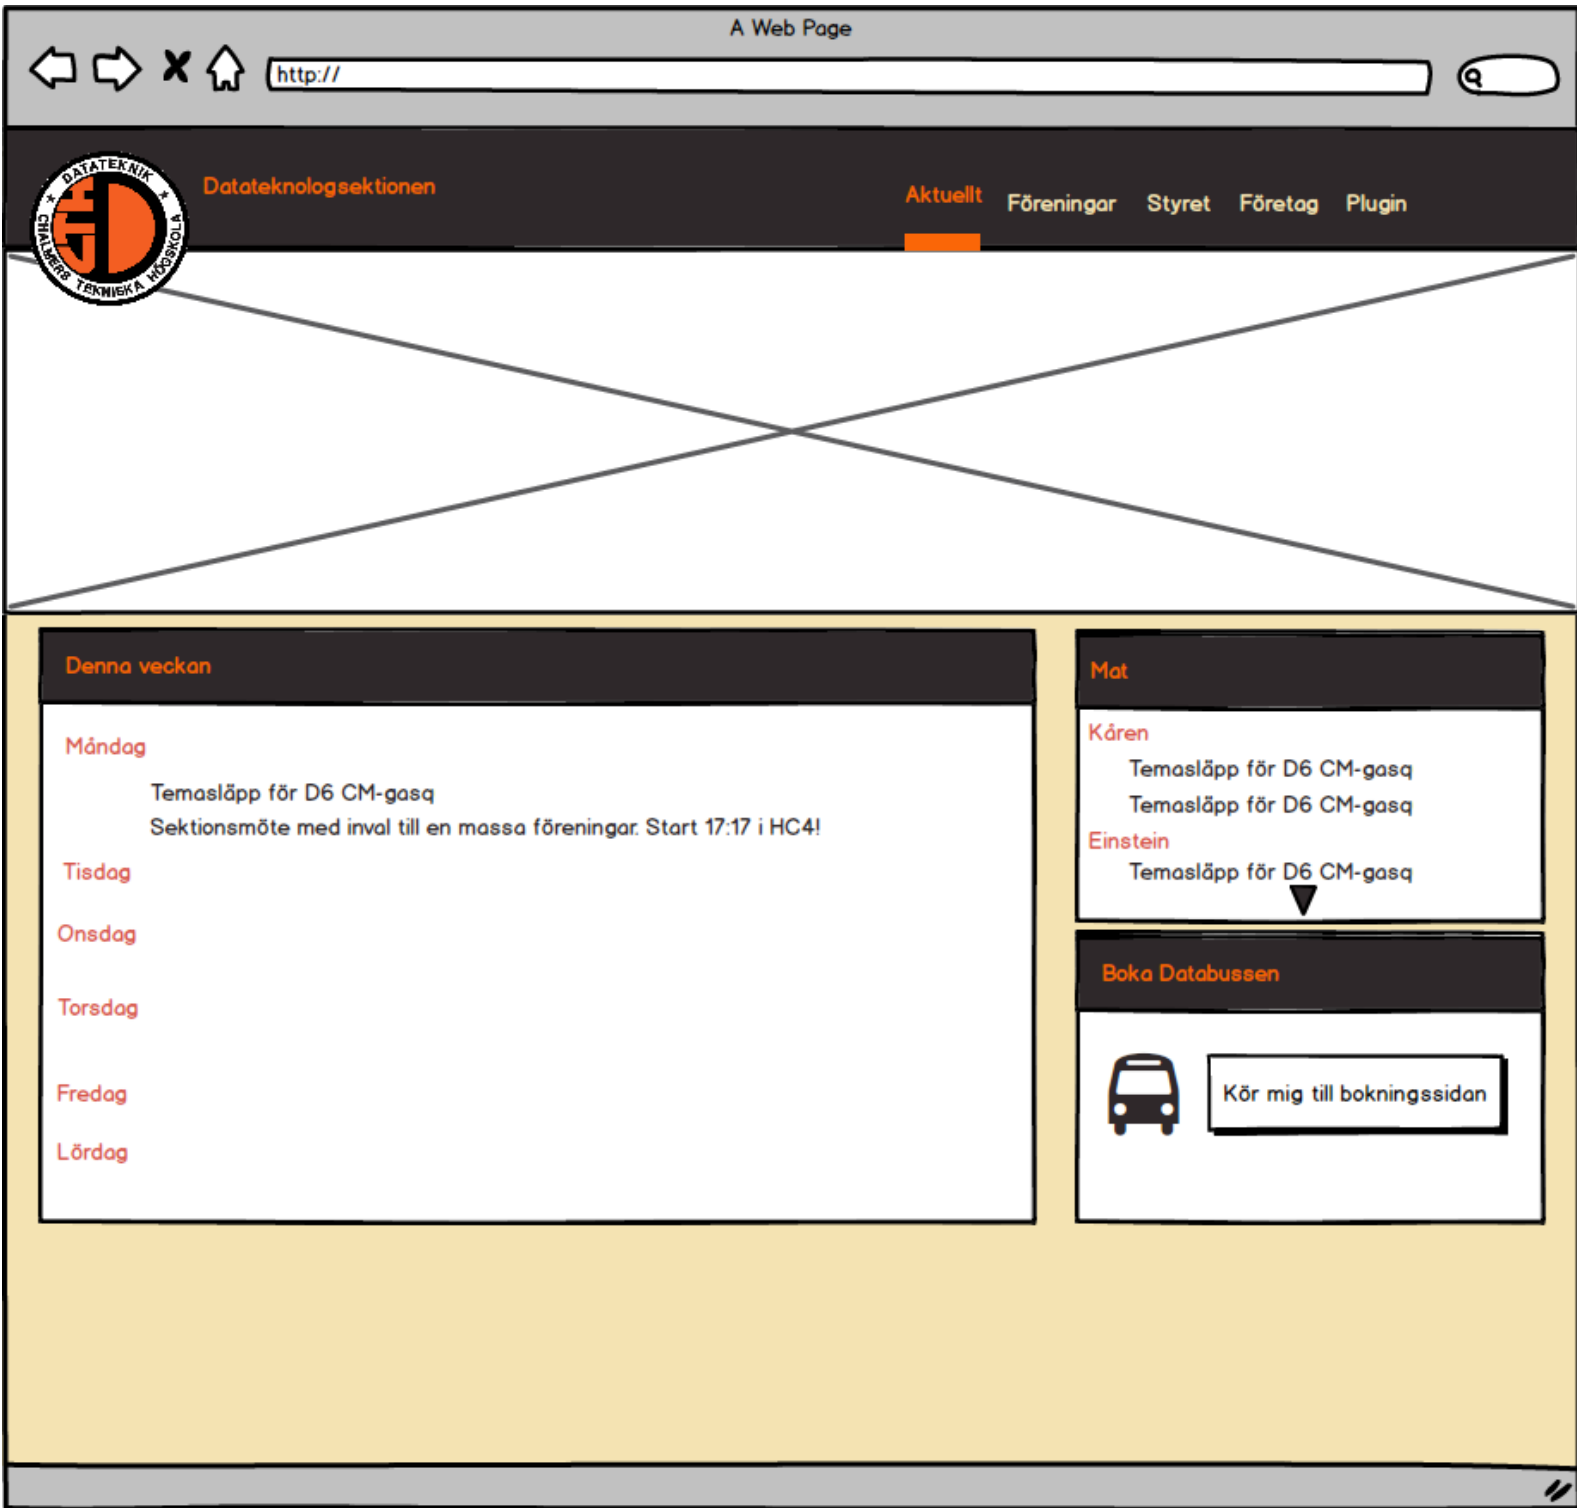 A Web Page
http://
DATATEKNIK
CHALMERS TEKNISKA HÖGSKOLA
Datateknologsektionen
Aktuellt Föreningar Styret Företag Plugin
Denna veckan
Måndag
Temasläpp för D6 CM-gasq
Sektionsmöte med inval till en massa föreningar. Start 17:17 i HC4!
Tisdag
Onsdag
Torsdag
Fredag
Lördag
Mat
Kåren
Temasläpp för D6 CM-gasq
Temasläpp för D6 CM-gasq
Einstein
Temasläpp för D6 CM-gasq
Boka Databussen
Kör mig till bokningssidan